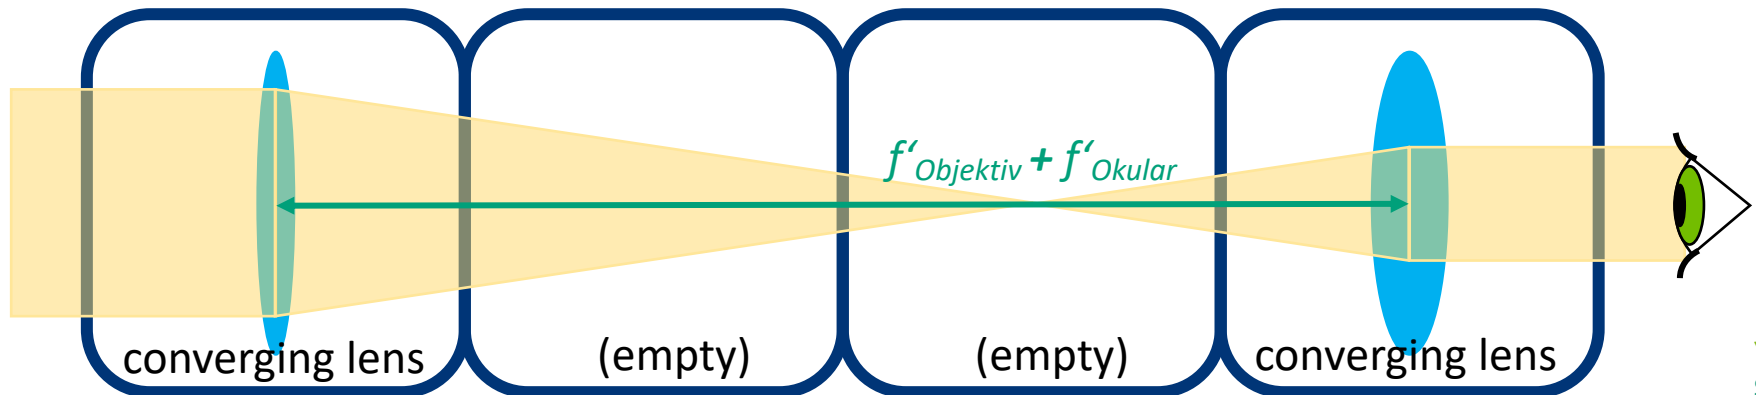 f‘Objektiv + f‘Okular
converging lens
(empty)
(empty)
converging lens